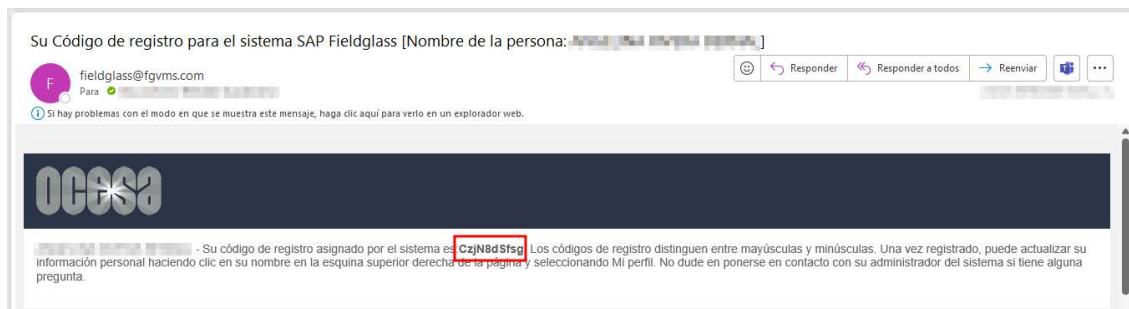 Su Código de registro para el sistema SAP Fieldglass [Nombre de la persona: ]
F
fieldglass@fgvms.com
Para
Responder
Responder a todos
Reenviar
Si hay problemas con el modo en que se muestra este mensaje, haga clic aquí para verlo en un explorador web.
ocesa
- Su código de registro asignado por el sistema es CzjN8dSfsg. Los códigos de registro distinguen entre mayúsculas y minúsculas. Una vez registrado, puede actualizar su
información personal haciendo clic en su nombre en la esquina superior derecha de la página y seleccionando Mi perfil. No dude en ponerse en contacto con su administrador del sistema si tiene alguna
pregunta.